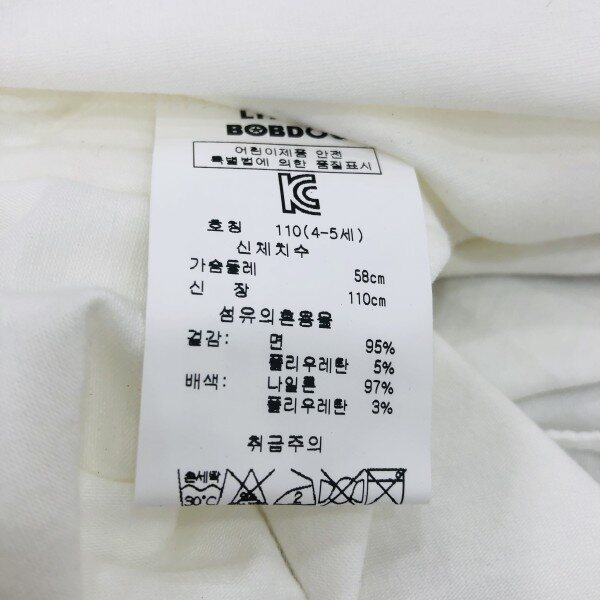 BOBDOG
어린이제품 안전
특별법에 의한 품질표시
호칭 110(4-5세)
신체치수
가슴둘레 58cm
신 장 110cm
섬유의혼용율
겉감: 면 95%
폴리우레탄 5%
배색: 나일론 97%
폴리우레탄 3%
취급주의
손세탁
30℃
2